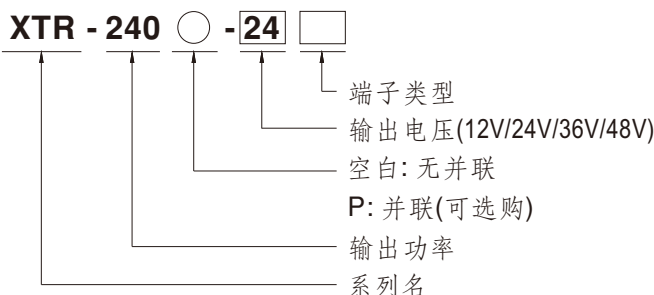 XTR - 240 - 24
端子类型
输出电压(12V/24V/36V/48V)
空白: 无并联
P: 并联(可选购)
输出功率
系列名